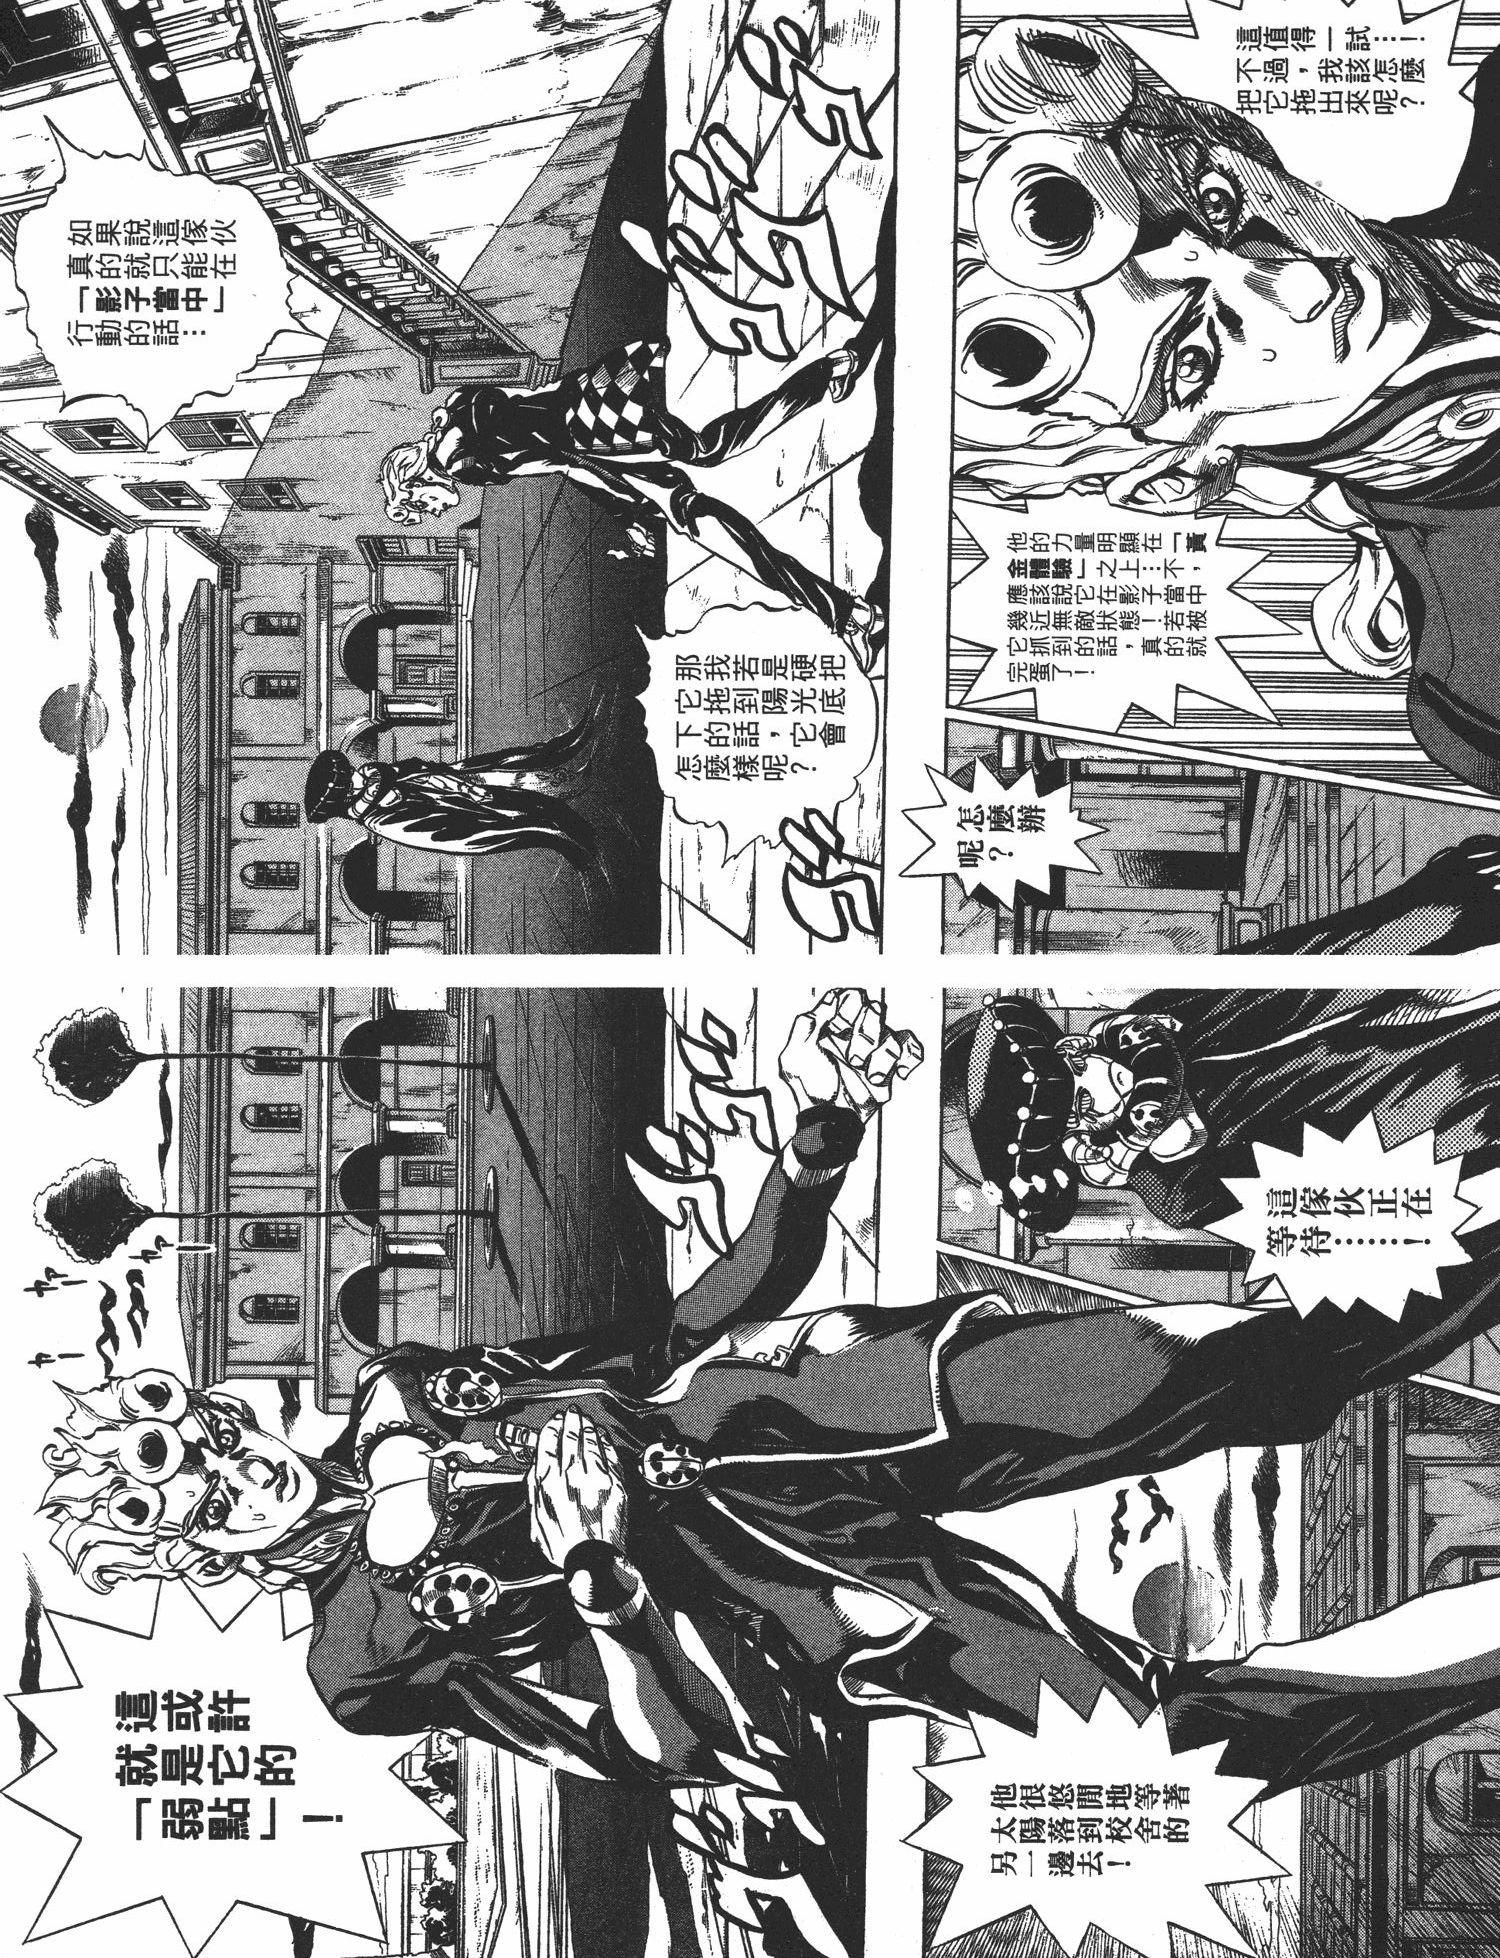 如果說這傢伙
真的就只能在
「影子當中」
行動的話…
那我若是硬把
它拖到陽光底
下的話，它會
怎麼樣呢？
這或許
就是它的
「弱點」！
カァー
カァー
這值得一試…！
不過，我該怎麼
把它拖出來呢？
他的力量明顯在「黃
金體驗」之上…不，
應該說它在影子當中
幾近無敵狀態！若被
它抓到的話，真的就
完蛋了！
怎麼辦
呢？
這傢伙正在
等待……！
他很悠閒地等著
太陽落到校舍的
另一邊去！